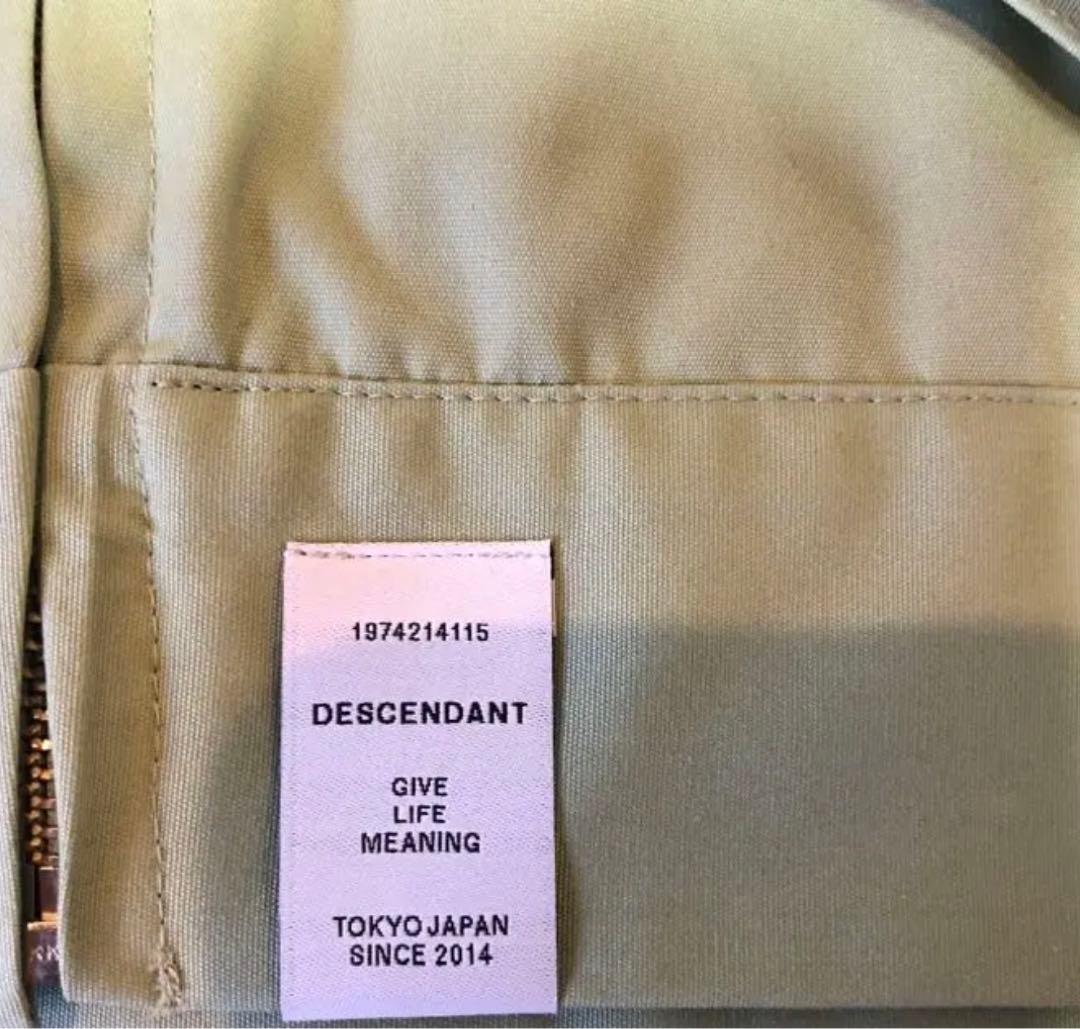 1974214115
DESCENDANT
GIVE
LIFE
MEANING
TOKYO JAPAN
SINCE 2014